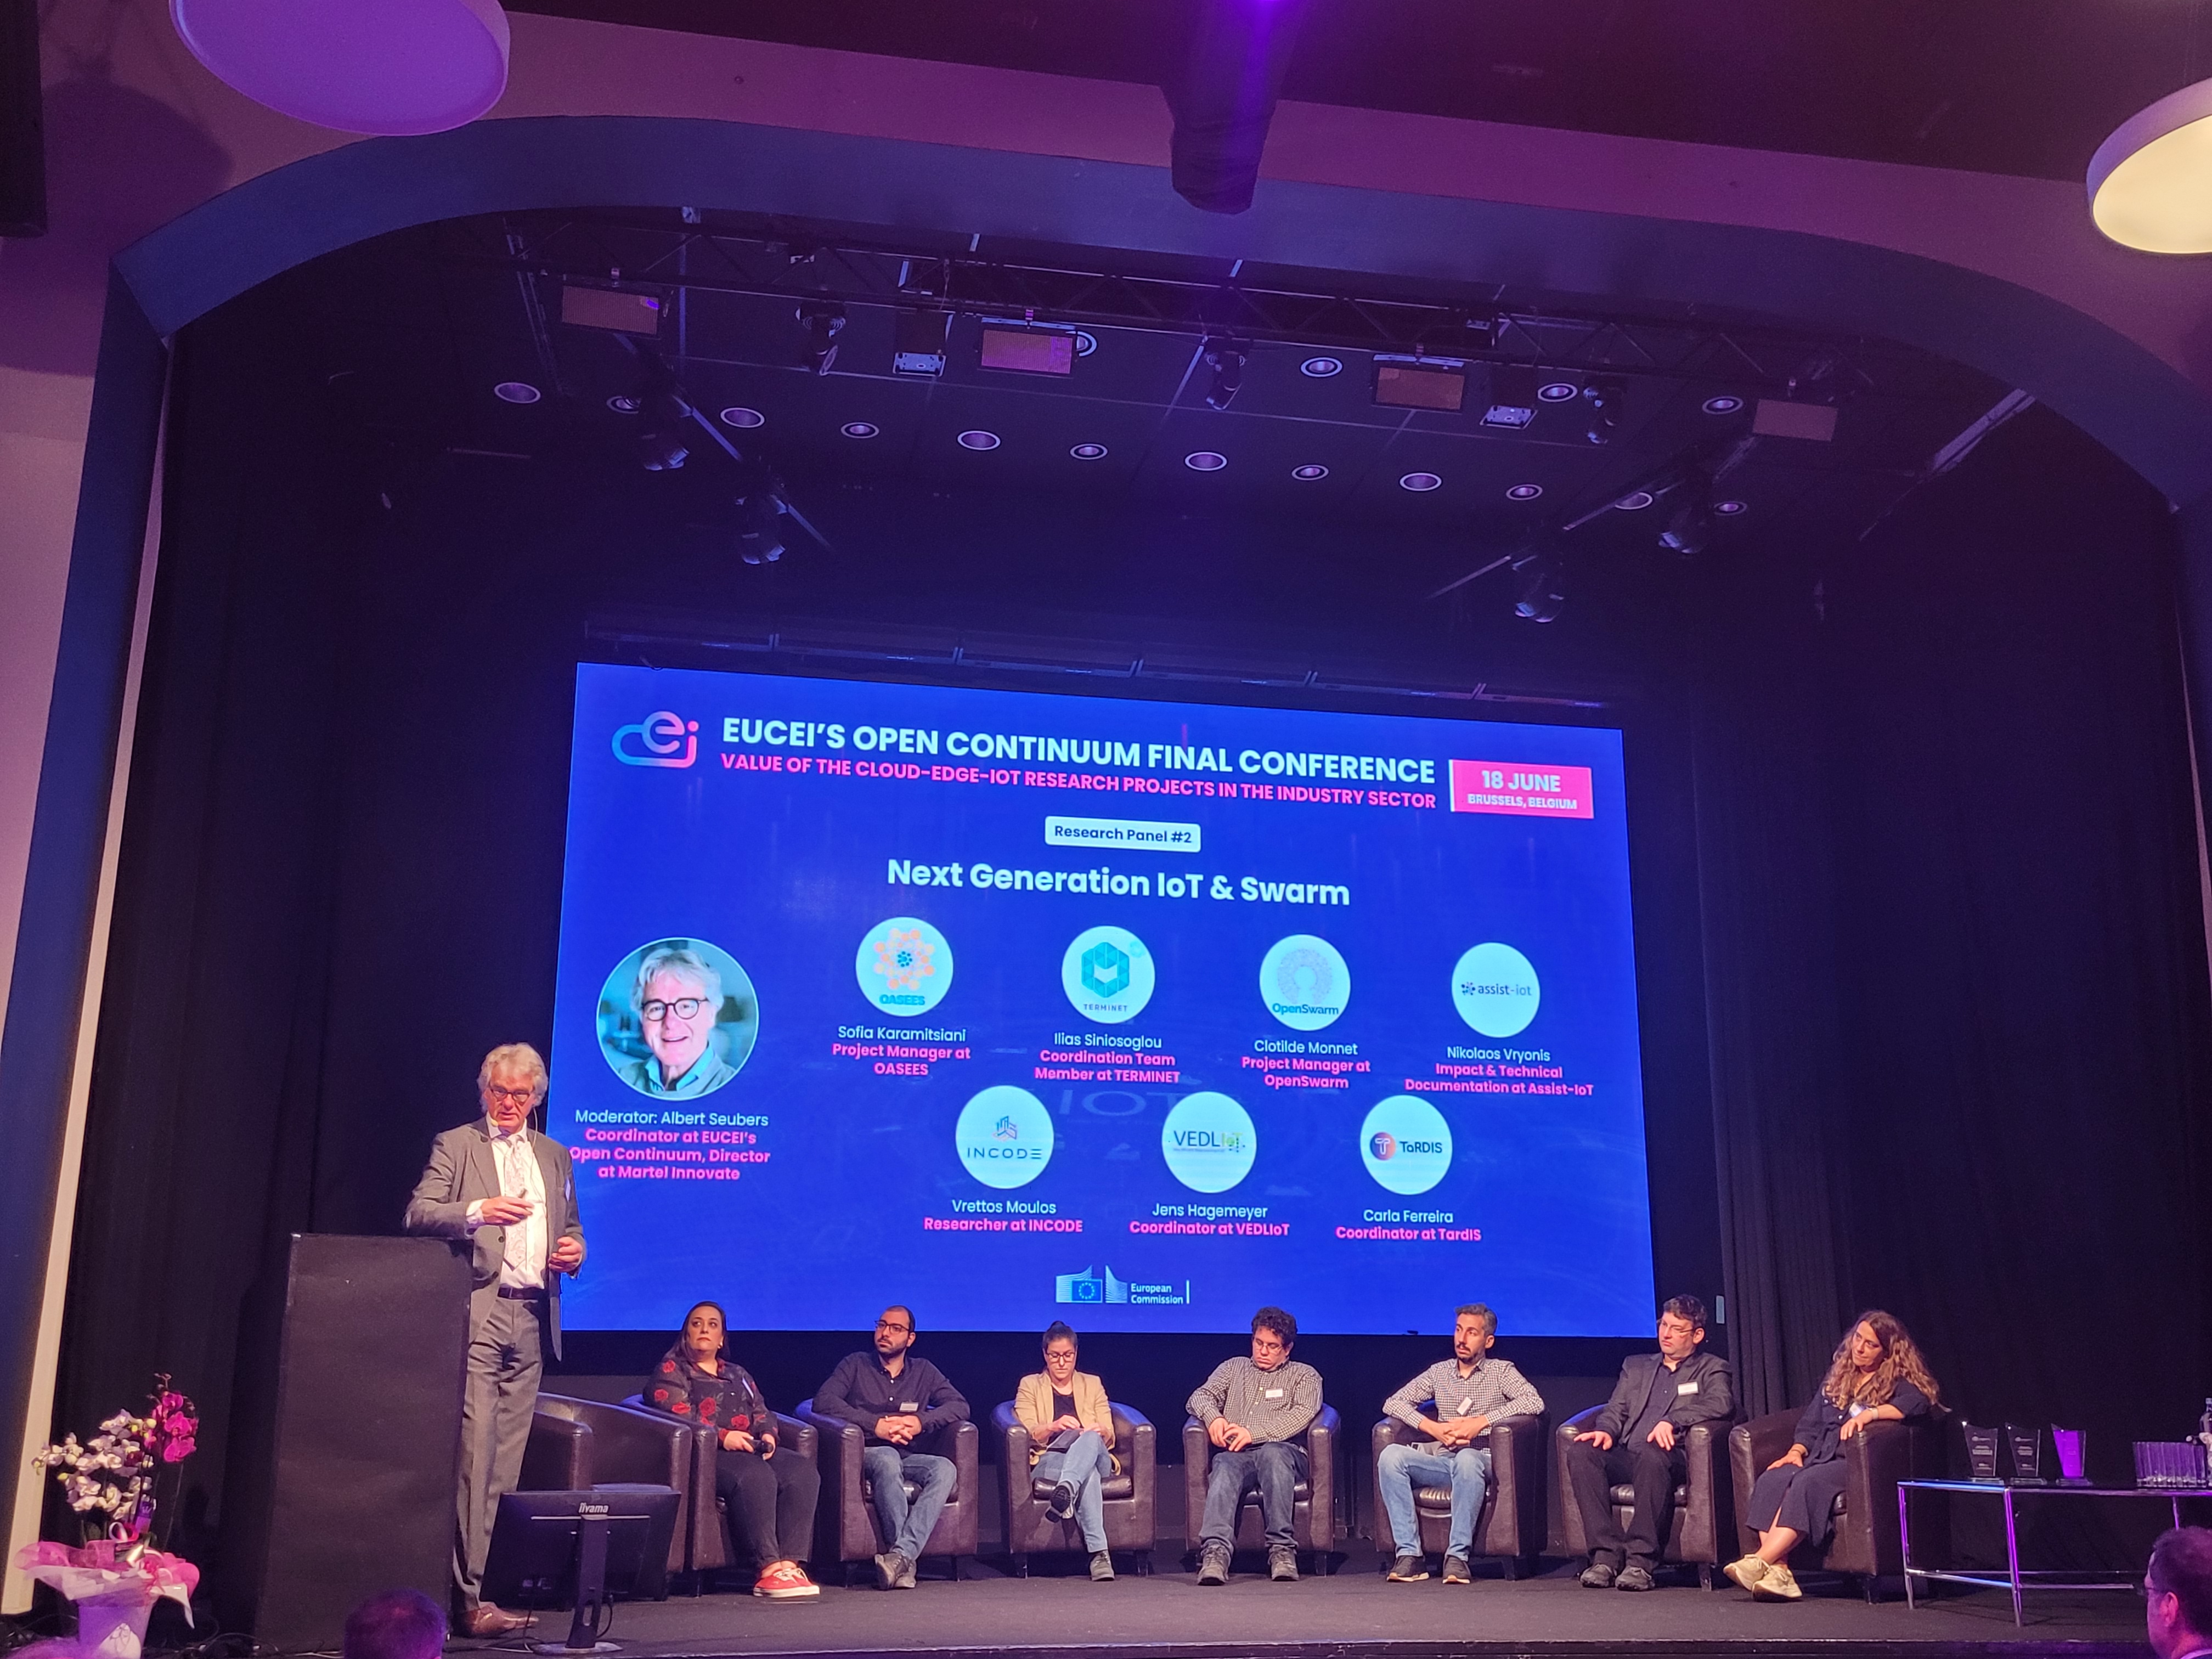 ei
EUCEI'S OPEN CONTINUUM FINAL CONFERENCE
VALUE OF THE CLOUD-EDGE-IOT RESEARCH PROJECTS IN THE INDUSTRY SECTOR
18 JUNE
BRUSSELS, BELGIUM
Research Panel #2
Next Generation IoT & Swarm
OASEES
Sofia Karamitsiani
Project Manager at
OASEES
TERMINET
Ilias Siniosoglou
Coordination Team
Member at TERMINET
OpenSwarm
Clotilde Monnet
Project Manager at
OpenSwarm
assist-iot
Nikolaos Vryonis
Impact & Technical
Documentation at Assist-IoT
Moderator: Albert Seubers
Coordinator at EUCEI's
Open Continuum, Director
at Martel Innovate
INCODE
Vrettos Moulos
Researcher at INCODE
VEDLIoT
Jens Hagemeyer
Coordinator at VEDLIoT
TaRDIS
Carla Ferreira
Coordinator at TardIS
IOT
European
Commission
iiyama